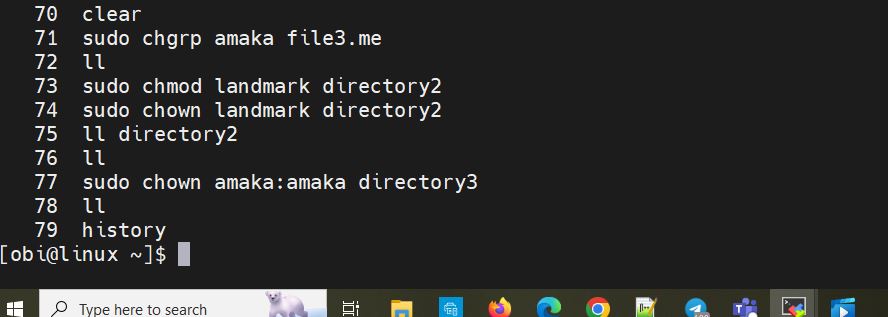 70  clear
71  sudo chgrp amaka file3.me
72  ll
73  sudo chmod landmark directory2
74  sudo chown landmark directory2
75  ll directory2
76  ll
77  sudo chown amaka:amaka directory3
78  ll
79  history
[obi@linux ~]$
Type here to search